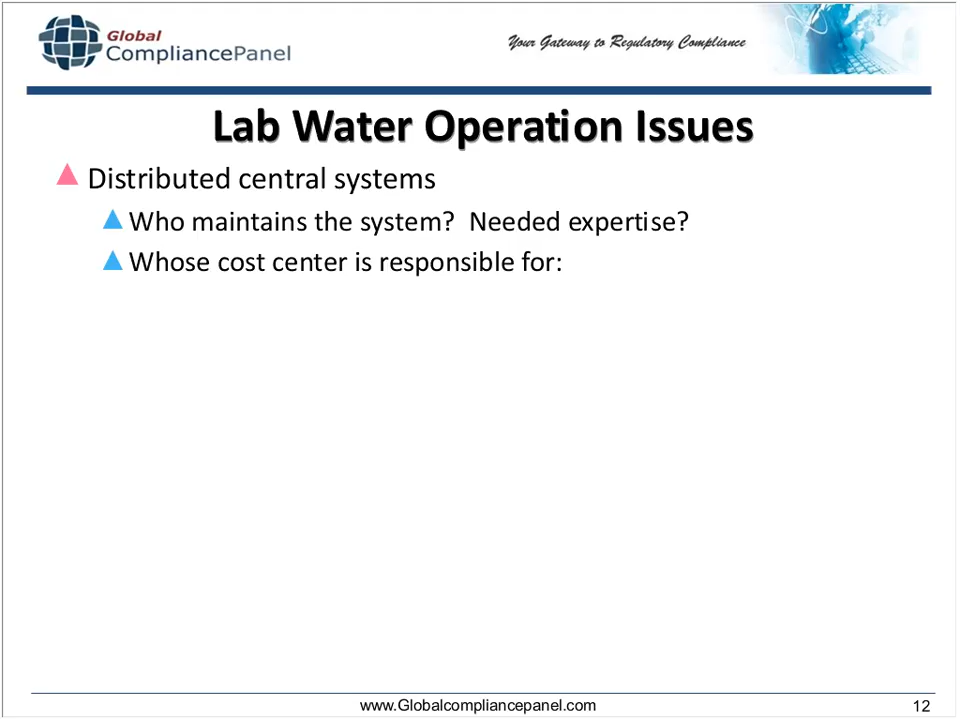 Global
CompliancePanel
Your Gateway to Regulatory Compliance
Lab Water Operation Issues
Distributed central systems
Who maintains the system?  Needed expertise?
Whose cost center is responsible for:
www.Globalcompliancepanel.com
12